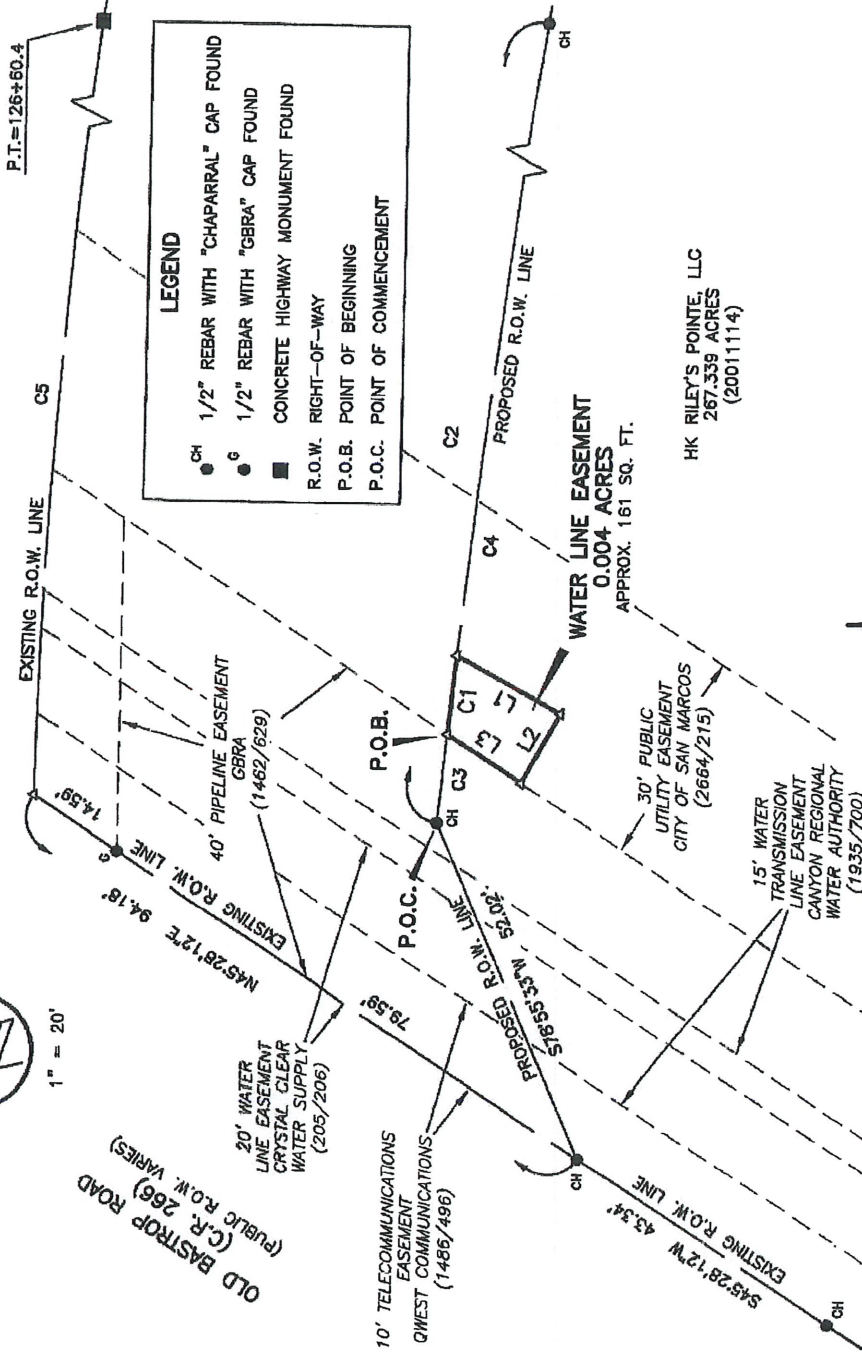 P.T.=126+60.4
C5
EXISTING R.O.W. LINE
LEGEND
CH 1/2" REBAR WITH "CHAPARRAL" CAP FOUND
G 1/2" REBAR WITH "GBRA" CAP FOUND
CONCRETE HIGHWAY MONUMENT FOUND
R.O.W. RIGHT-OF-WAY
P.O.B. POINT OF BEGINNING
P.O.C. POINT OF COMMENCEMENT
1" = 20'
14.59'
G
N45°28'12"E 94.18'
EXISTING R.O.W. LINE
79.59'
40' PIPELINE EASEMENT
GBRA
(1462/629)
20' WATER
LINE EASEMENT
CRYSTAL CLEAR
WATER SUPPLY
(205/206)
OLD BASTROP ROAD
(C.R. 266)
(PUBLIC R.O.W. VARIES)
10' TELECOMMUNICATIONS
EASEMENT
QWEST COMMUNICATIONS
(1486/496)
P.O.B.
P.O.C.
CH
C3
C1
L1
L2
L3
C4
C2
PROPOSED R.O.W. LINE
CH
WATER LINE EASEMENT
0.004 ACRES
APPROX. 161 SQ. FT.
HK RILEY'S POINTE, LLC
267.339 ACRES
(20011114)
PROPOSED R.O.W. LINE
S76°55'33"W 52.02'
CH
30' PUBLIC
UTILITY EASEMENT
CITY OF SAN MARCOS
(2664/215)
15' WATER
TRANSMISSION
LINE EASEMENT
CANYON REGIONAL
WATER AUTHORITY
(1935/700)
S45°28'12"W 43.34'
EXISTING R.O.W. LINE
CH